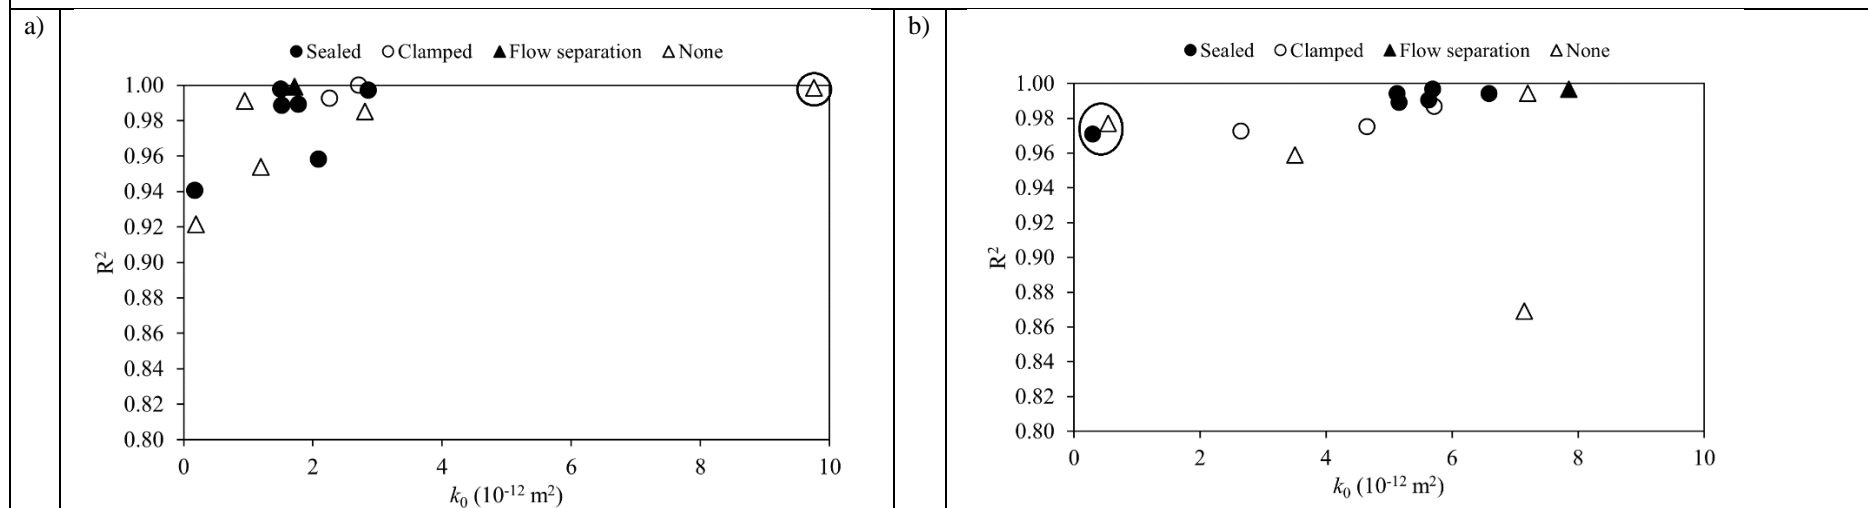 a)
● Sealed ○ Clamped ▲ Flow separation △ None
1.00
0.98
0.96
0.94
0.92
0.90
0.88
0.86
0.84
0.82
0.80
R²
0 2 4 6 8 10
k₀ (10⁻¹² m²)
b)
● Sealed ○ Clamped ▲ Flow separation △ None
1.00
0.98
0.96
0.94
0.92
0.90
0.88
0.86
0.84
0.82
0.80
R²
0 2 4 6 8 10
k₀ (10⁻¹² m²)